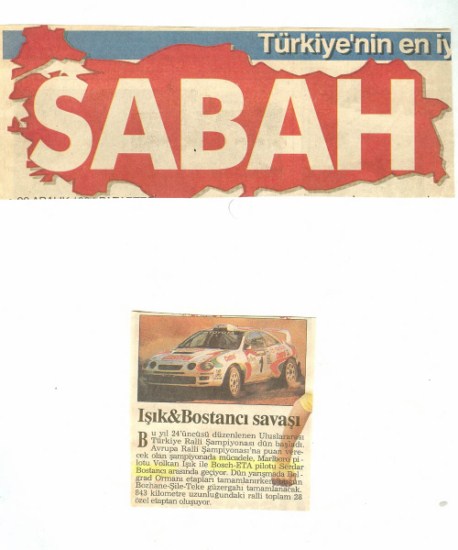 Türkiye'nin en iy
SABAH
Işık&Bostancı savaşı
Bu yıl 24'üncüsü düzenlenen Uluslararası
Türkiye Ralli Şampiyonası dün başladı.
Avrupa Ralli Şampiyonası'na puan vere-
cek olan şampiyonada mücadele, Marlboro pi-
lotu Volkan Işık ile Bosch-ETA pilotu Serdar
Bostancı arasında geçiyor. Dün yarışmada Bel-
grad Ormanı etapları tamamlanırken bugün
Bozhane-Şile-Teke güzergahı tamamlanacak.
843 kilometre uzunluğundaki ralli toplam 28
özel etaptan oluşuyor.